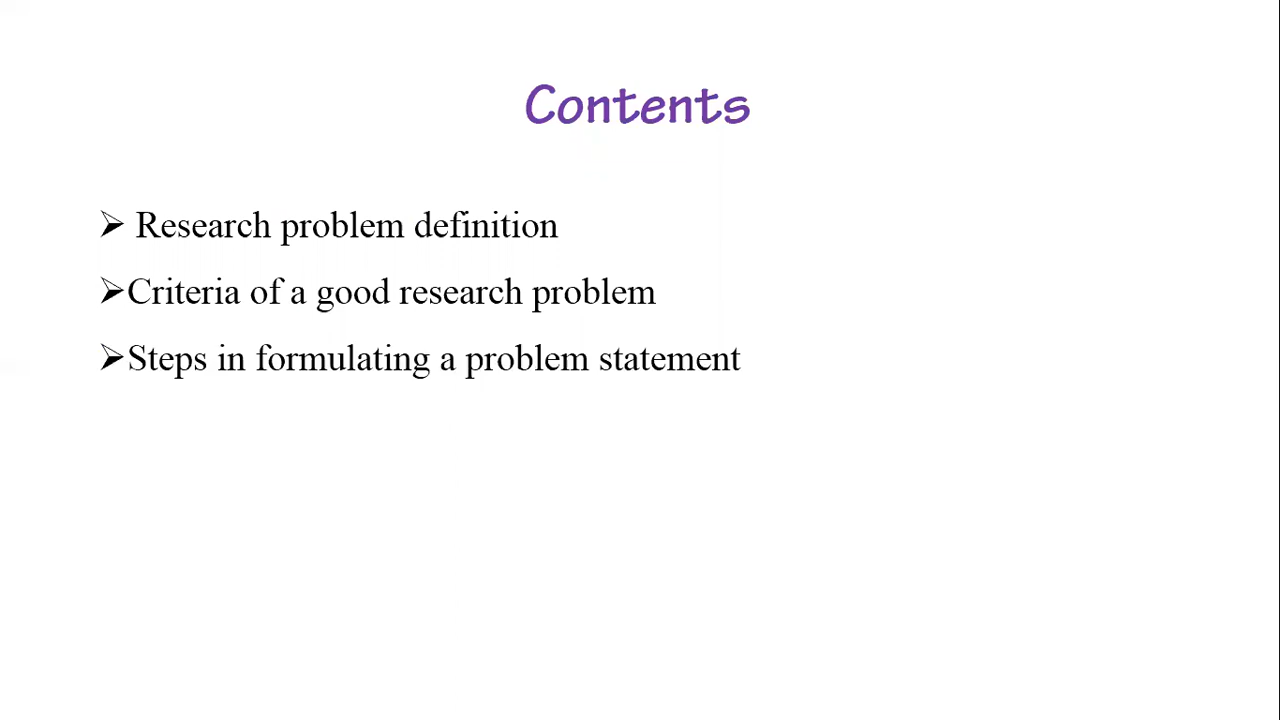 Contents
➢ Research problem definition
➢Criteria of a good research problem
➢Steps in formulating a problem statement